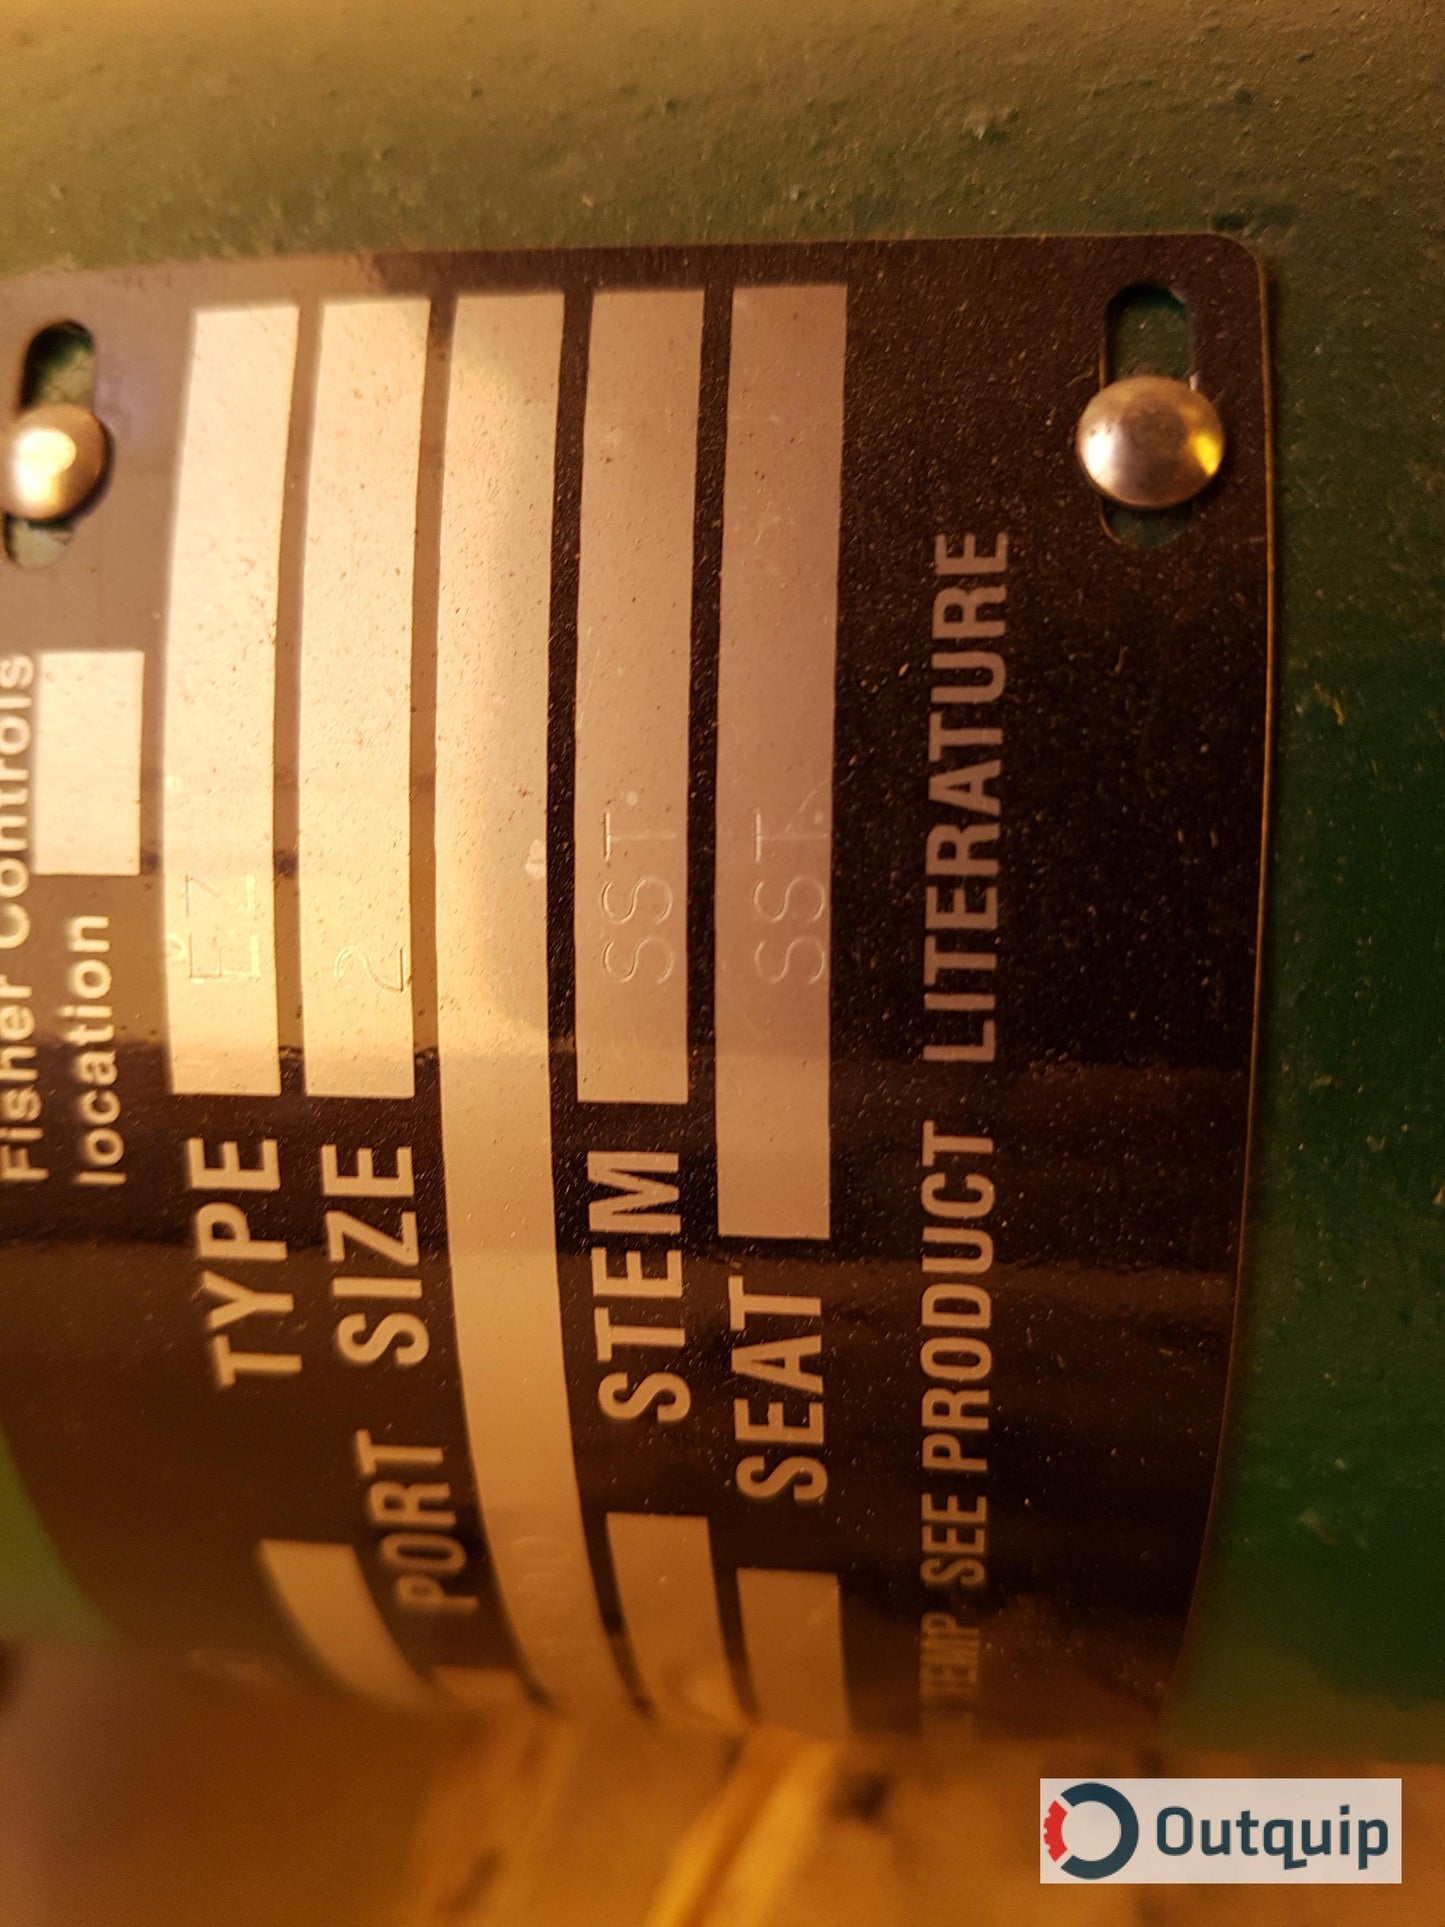 Fisher Controls
location
TYPE EZ
SIZE 2
PORT
STEM SST
SEAT SST
TEMP SEE PRODUCT LITERATURE
Outquip